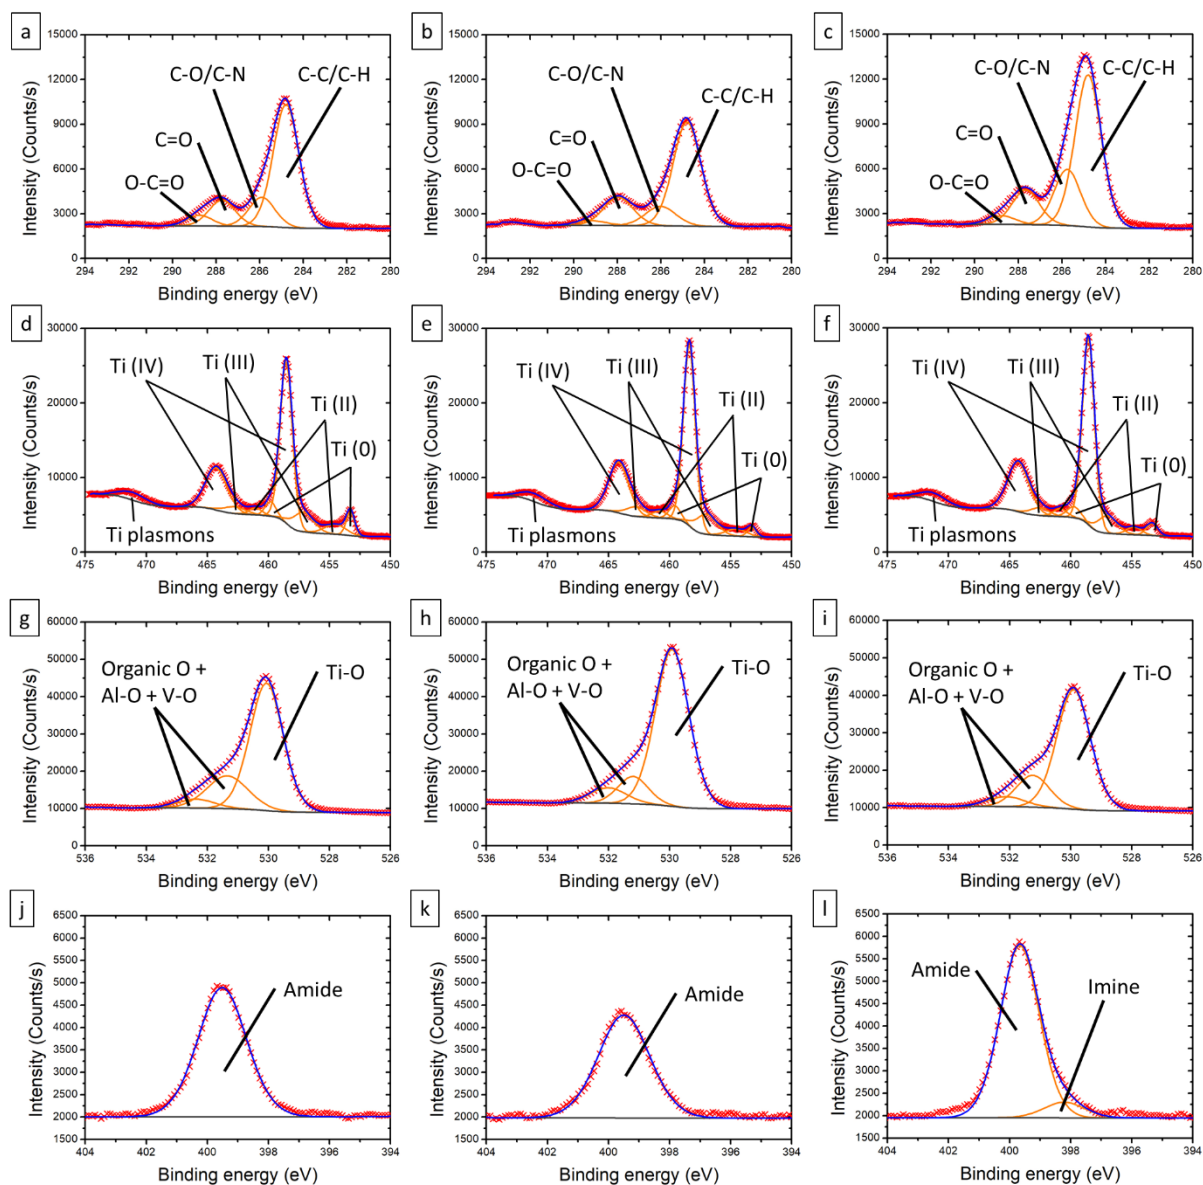 a
Intensity (Counts/s)
15000
12000
9000
6000
3000
0
C-O/C-N
C-C/C-H
C=O
O-C=O
294 292 290 288 286 284 282 280
Binding energy (eV)
b
Intensity (Counts/s)
15000
12000
9000
6000
3000
0
C-O/C-N
C=O
C-C/C-H
O-C=O
294 292 290 288 286 284 282 280
Binding energy (eV)
c
Intensity (Counts/s)
15000
12000
9000
6000
3000
0
C-O/C-N
C-C/C-H
C=O
O-C=O
294 292 290 288 286 284 282 280
Binding energy (eV)
d
Intensity (Counts/s)
30000
20000
10000
0
Ti (IV)
Ti (III)
Ti (II)
Ti (0)
Ti plasmons
475 470 465 460 455 450
Binding energy (eV)
e
Intensity (Counts/s)
30000
20000
10000
0
Ti (IV)
Ti (III)
Ti (II)
Ti (0)
Ti plasmons
475 470 465 460 455 450
Binding energy (eV)
f
Intensity (Counts/s)
30000
20000
10000
0
Ti (IV)
Ti (III)
Ti (II)
Ti (0)
Ti plasmons
475 470 465 460 455 450
Binding energy (eV)
g
Intensity (Counts/s)
60000
50000
40000
30000
20000
10000
0
Organic O +
Al-O + V-O
Ti-O
536 534 532 530 528 526
Binding energy (eV)
h
Intensity (Counts/s)
60000
50000
40000
30000
20000
10000
0
Organic O +
Al-O + V-O
Ti-O
536 534 532 530 528 526
Binding energy (eV)
i
Intensity (Counts/s)
60000
50000
40000
30000
20000
10000
0
Organic O +
Al-O + V-O
Ti-O
536 534 532 530 528 526
Binding energy (eV)
j
Intensity (Counts/s)
6500
6000
5500
5000
4500
4000
3500
3000
2500
2000
1500
Amide
404 402 400 398 396 394
Binding energy (eV)
k
Intensity (Counts/s)
6500
6000
5500
5000
4500
4000
3500
3000
2500
2000
1500
Amide
404 402 400 398 396 394
Binding energy (eV)
l
Intensity (Counts/s)
6500
6000
5500
5000
4500
4000
3500
3000
2500
2000
1500
Amide
Imine
404 402 400 398 396 394
Binding energy (eV)